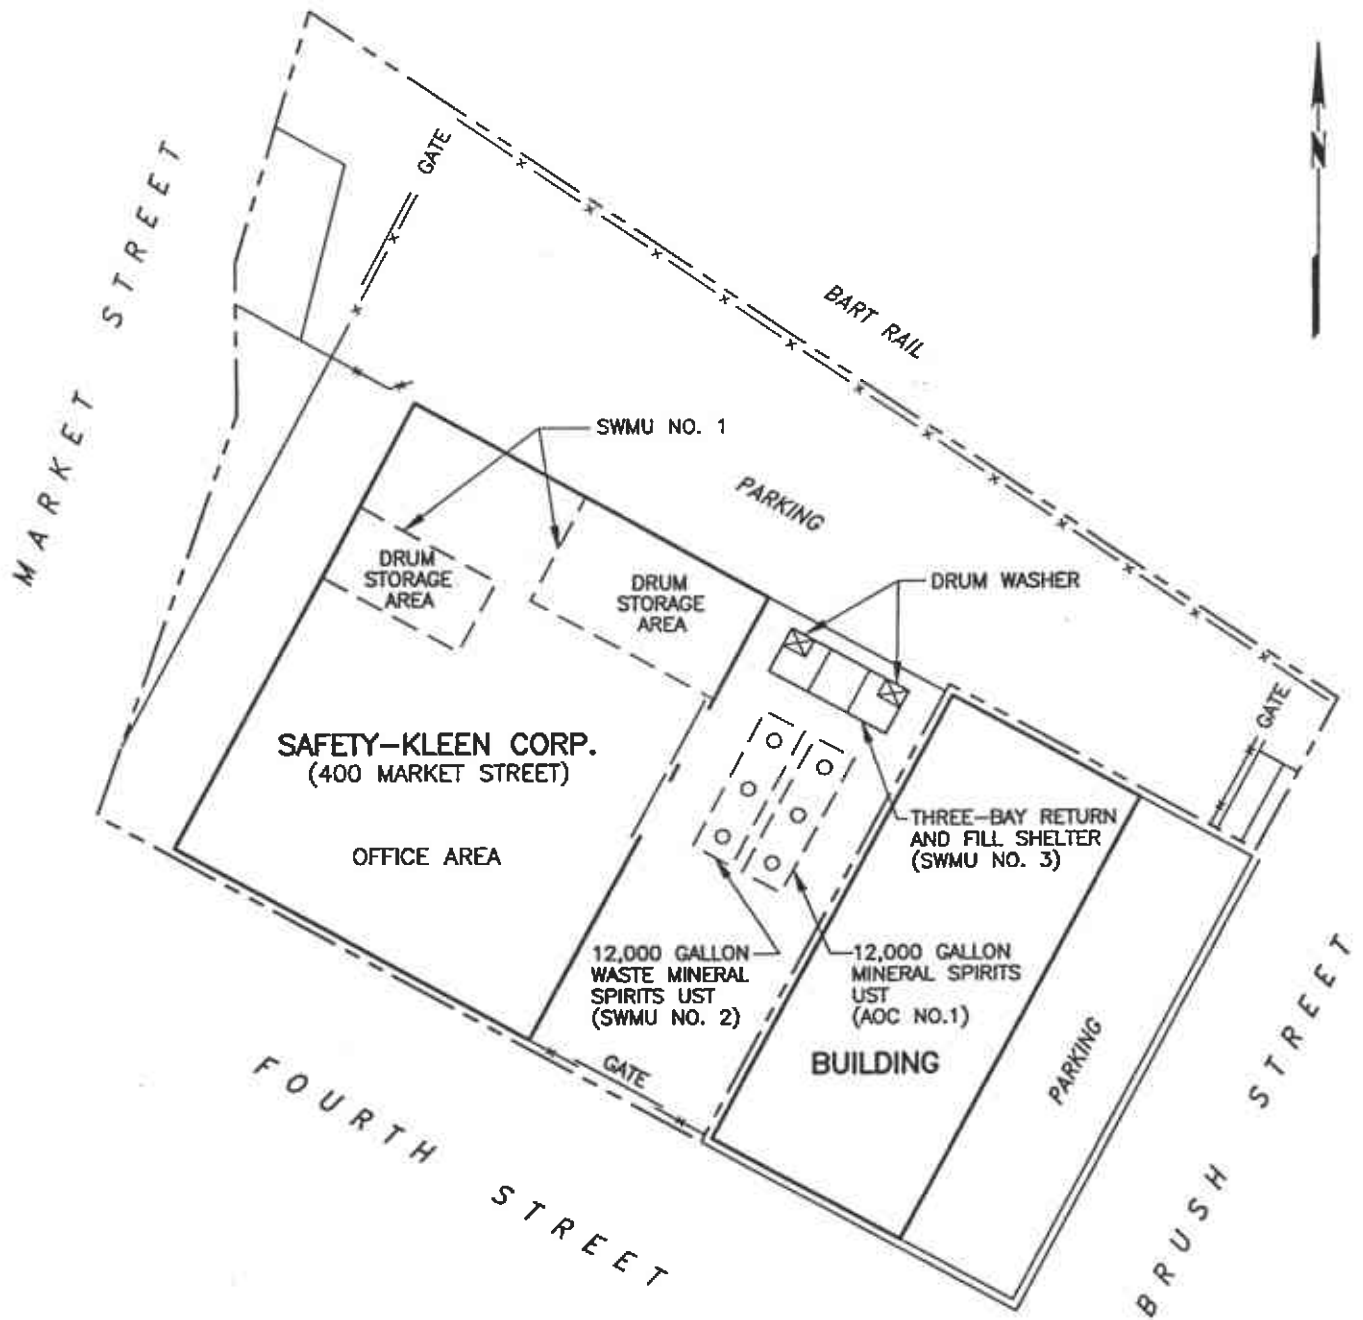 GATE
N
MARKET STREET
BART RAIL
SWMU NO. 1
PARKING
DRUM
STORAGE
AREA
DRUM
STORAGE
AREA
DRUM WASHER
GATE
SAFETY-KLEEN CORP.
(400 MARKET STREET)
OFFICE AREA
THREE-BAY RETURN
AND FILL SHELTER
(SWMU NO. 3)
12,000 GALLON
WASTE MINERAL
SPIRITS UST
(SWMU NO. 2)
12,000 GALLON
MINERAL SPIRITS
UST
(AOC NO.1)
BUILDING
PARKING
GATE
FOURTH STREET
BRUSH STREET